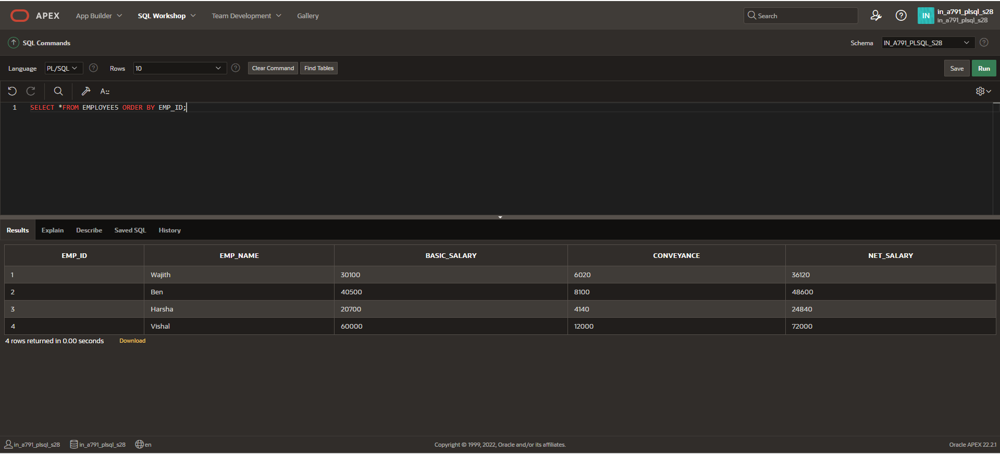 APEX App Builder SQL Workshop Team Development Gallery Search in_a791_plsql_s28
IN in_a791_plsql_s28
SQL Commands Schema IN_A791_PLSQL_S28
Language PL/SQL Rows 10 Clear Command Find Tables Save Run
A
1 SELECT *FROM EMPLOYEE5 ORDER BY EMP_ID;
Results Explain Describe Saved SQL History
EMP_ID EMP_NAME BASIC_SALARY CONVEYANCE NET_SALARY
1 Wajith 30100 6020 36120
2 Ben 40500 8100 48600
3 Harsha 20700 4140 24840
4 Vishal 60000 12000 72000
4 rows returned in 0.00 seconds Download
in_a791_plsql_s28 in_a791_plsql_s28 en Copyright © 1999, 2022, Oracle and/or its affiliates. Oracle APEX 22.2.1